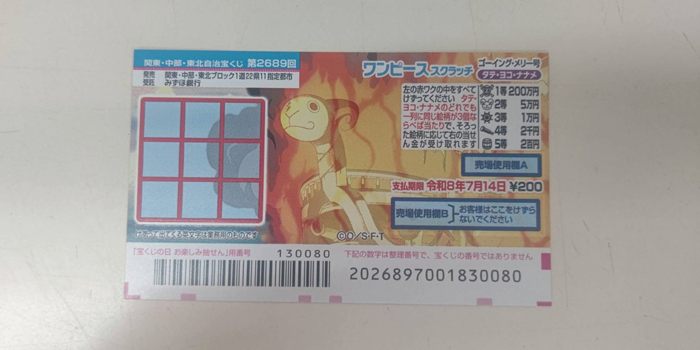 関東・中部・東北自治宝くじ 第2689回
発売 関東・中部・東北ブロック1道22県11指定都市
受託 みずほ銀行
ワンピーススクラッチ
ゴーイング・メリー号
タテ・ヨコ・ナナメ
左の赤ワクの中をすべて
けずってください タテ・
ヨコ・ナナメのどれでも
一列に同じ絵柄が3個な
らべば当たりで、そろっ
た絵柄に応じて右の当せ
ん金が受け取れます
1等 200万円
2等 5万円
3等 1万円
4等 2千円
5等 2百円
売場使用欄A
支払期限 令和8年7月14日 ¥200
売場使用欄B
お客様はここをけずら
ないでください
©O/S・F・T
「宝くじの日 お楽しみ抽せん」用番号
130080
下記の数字は整理番号で、宝くじの番号ではありません
2026897001830080